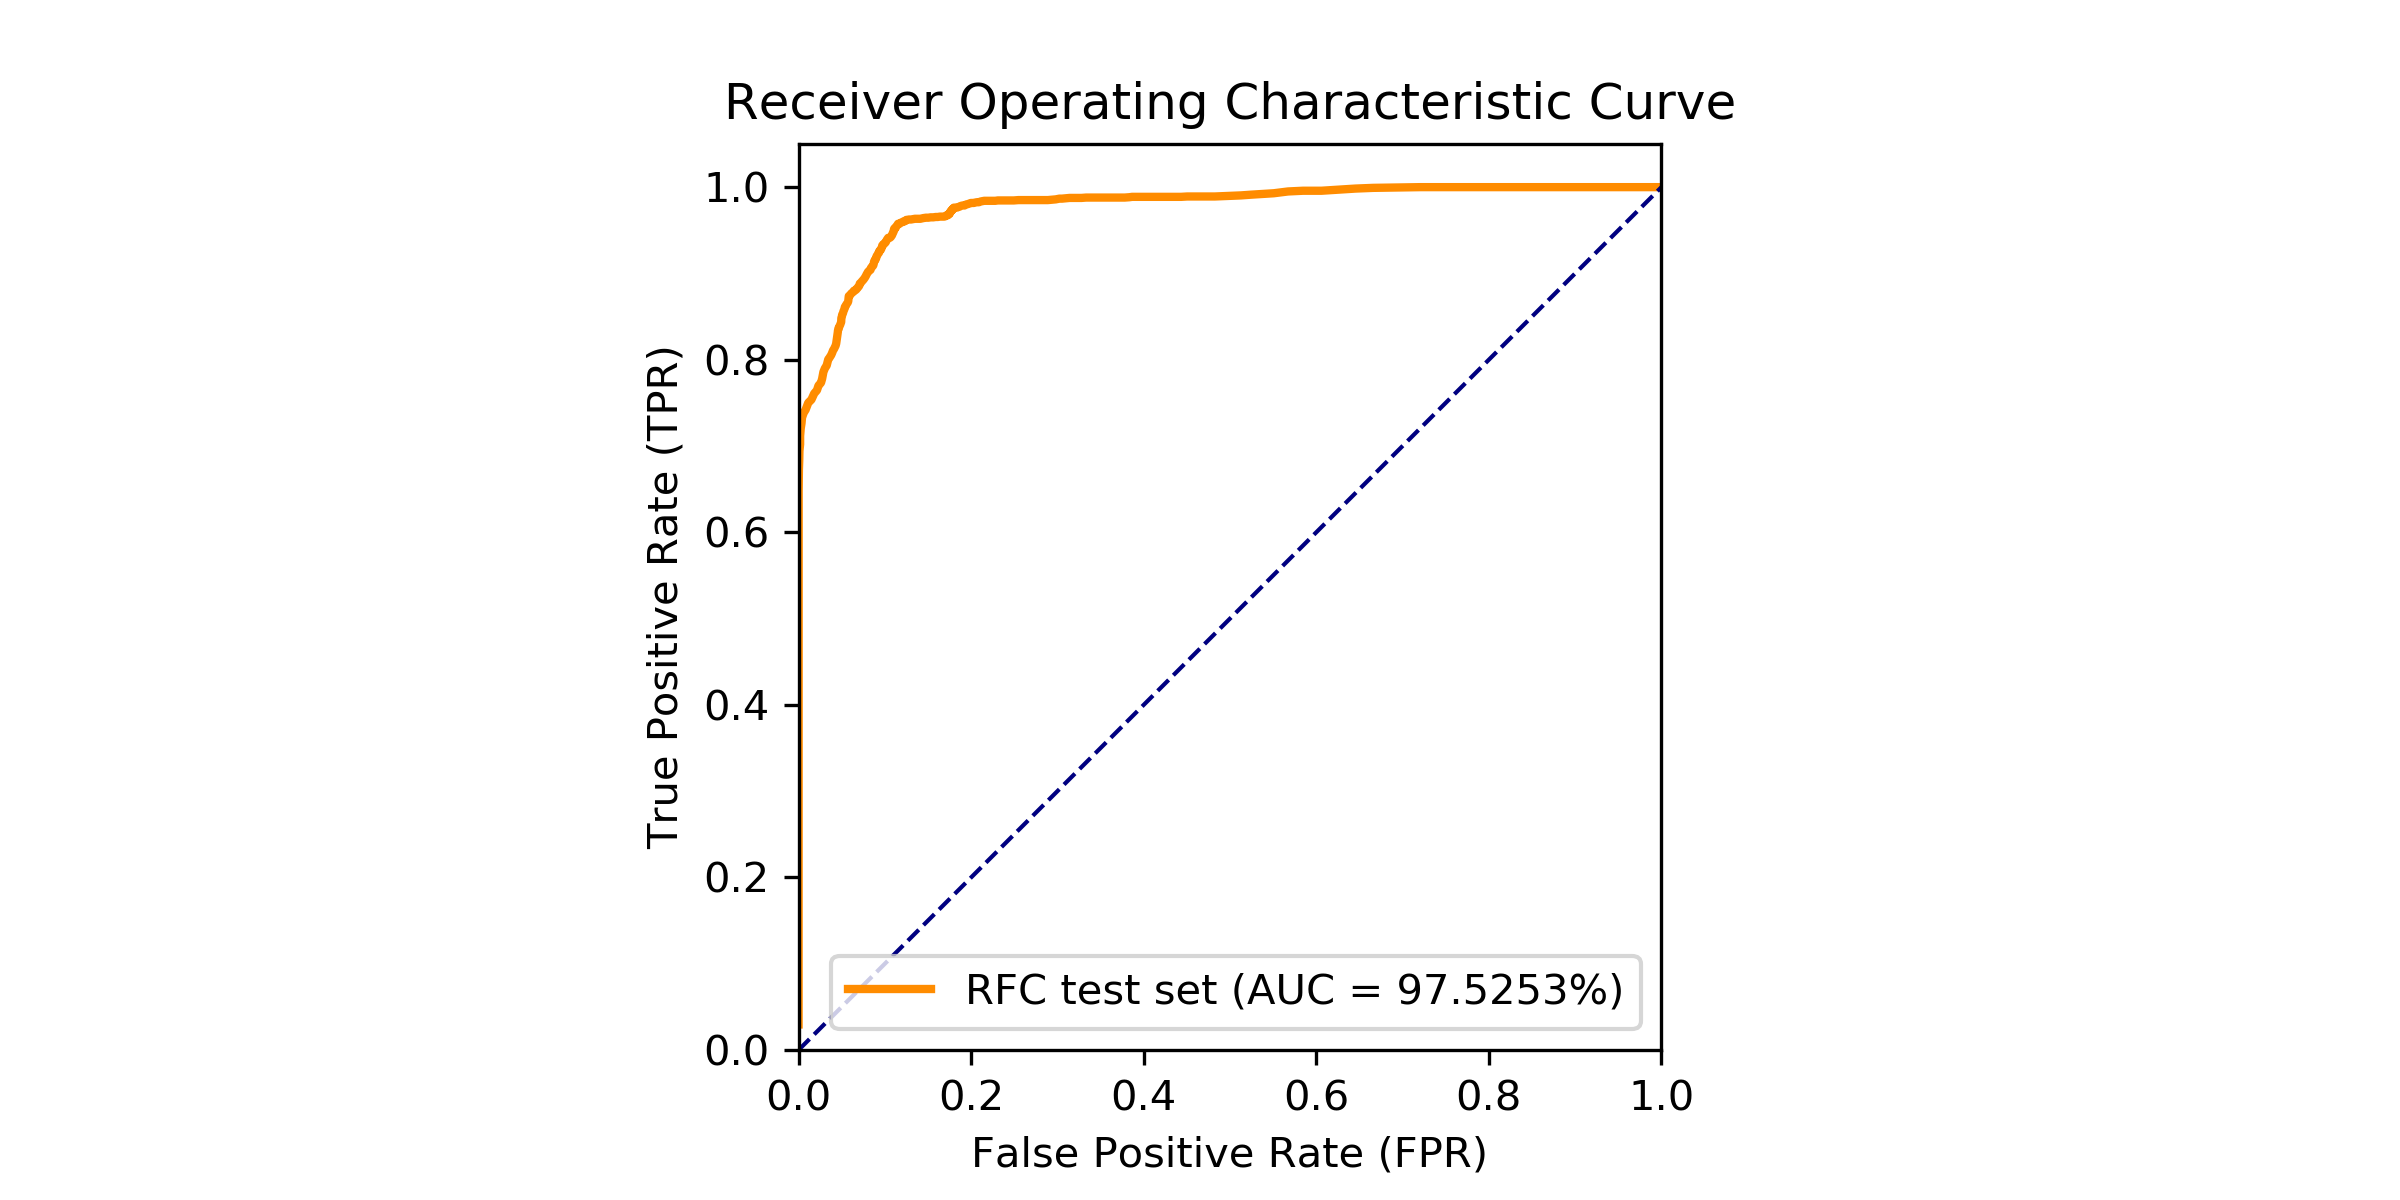 Receiver Operating Characteristic Curve
1.0
0.8
0.6
0.4
0.2
0.0
True Positive Rate (TPR)
RFC test set (AUC = 97.5253%)
0.0 0.2 0.4 0.6 0.8 1.0
False Positive Rate (FPR)